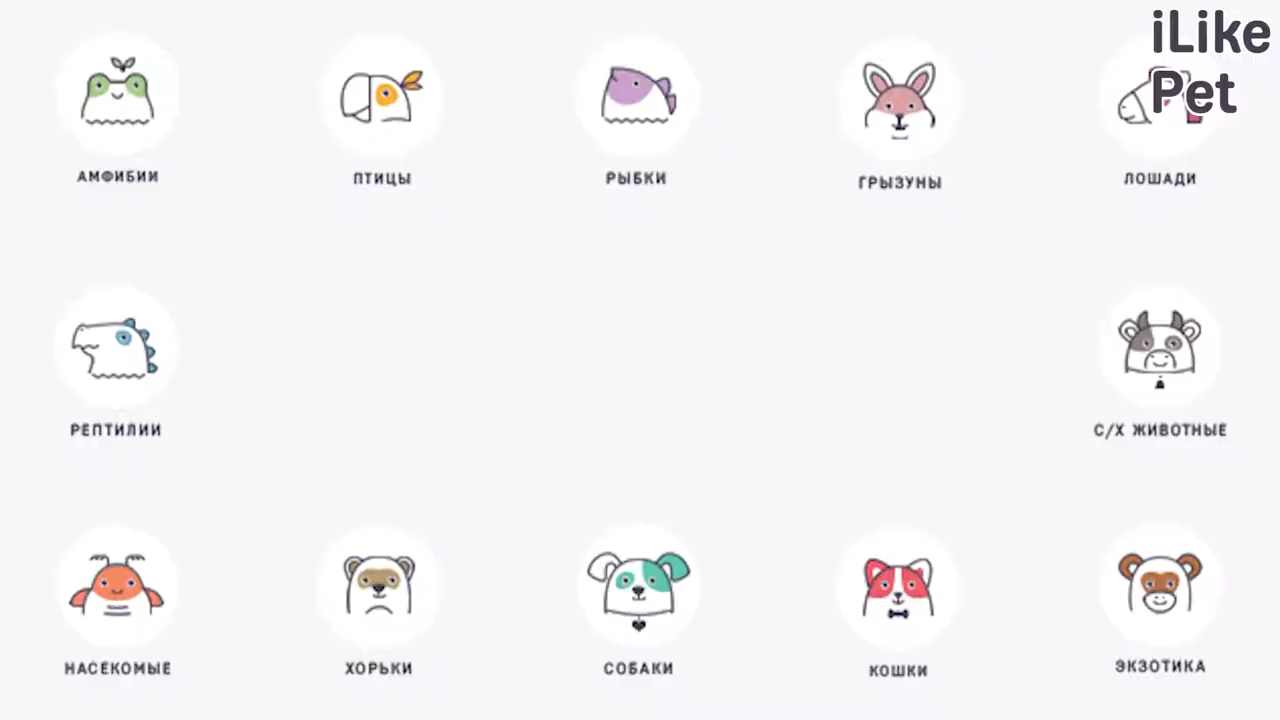 iLike
Pet
АМФИБИИ
ПТИЦЫ
РЫБКИ
ГРЫЗУНЫ
ЛОШАДИ
РЕПТИЛИИ
С/Х ЖИВОТНЫЕ
НАСЕКОМЫЕ
ХОРЬКИ
СОБАКИ
КОШКИ
ЭКЗОТИКА